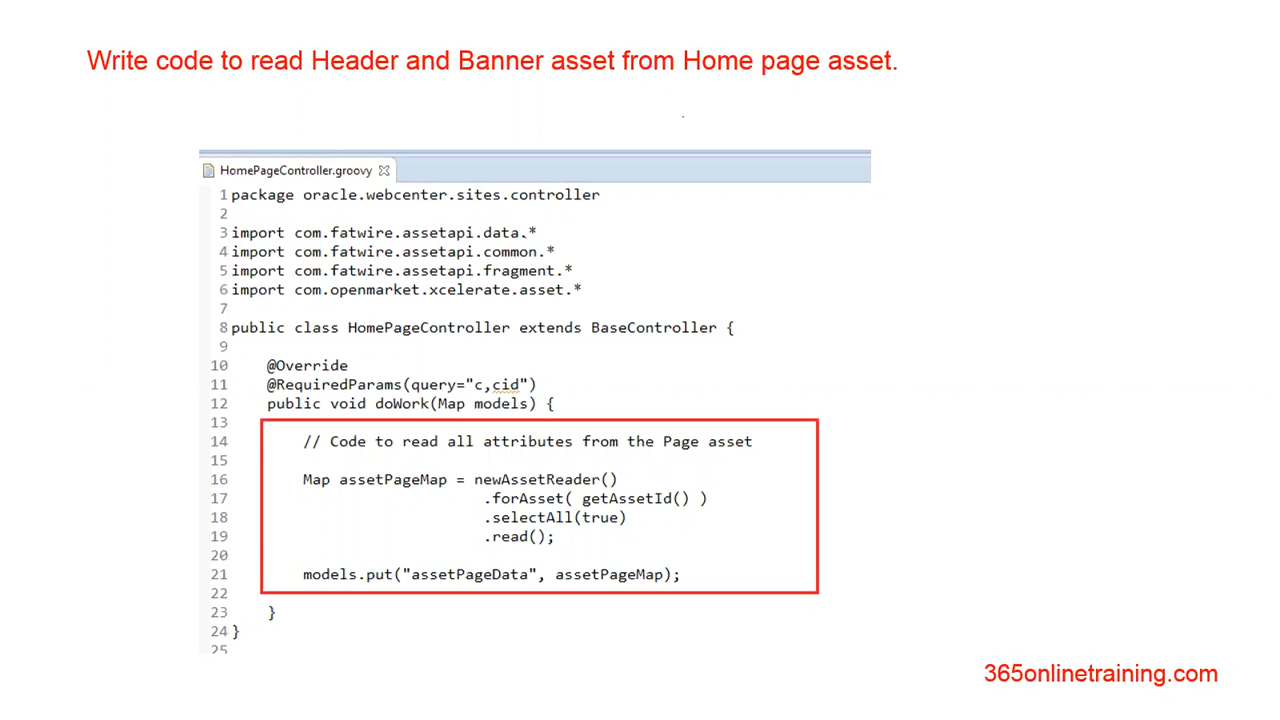 Write code to read Header and Banner asset from Home page asset.
HomePageController.groovy
1 package oracle.webcenter.sites.controller
2
3 import com.fatwire.assetapi.data.*
4 import com.fatwire.assetapi.common.*
5 import com.fatwire.assetapi.fragment.*
6 import com.openmarket.xcelerate.asset.*
7
8 public class HomePageController extends BaseController {
9
10 @Override
11 @RequiredParams(query="c,cid")
12 public void doWork(Map models) {
13
14 // Code to read all attributes from the Page asset
15
16 Map assetPageMap = newAssetReader()
17 .forAsset( getAssetId() )
18 .selectAll(true)
19 .read();
20
21 models.put("assetPageData", assetPageMap);
22
23 }
24 }
25
365onlinetraining.com